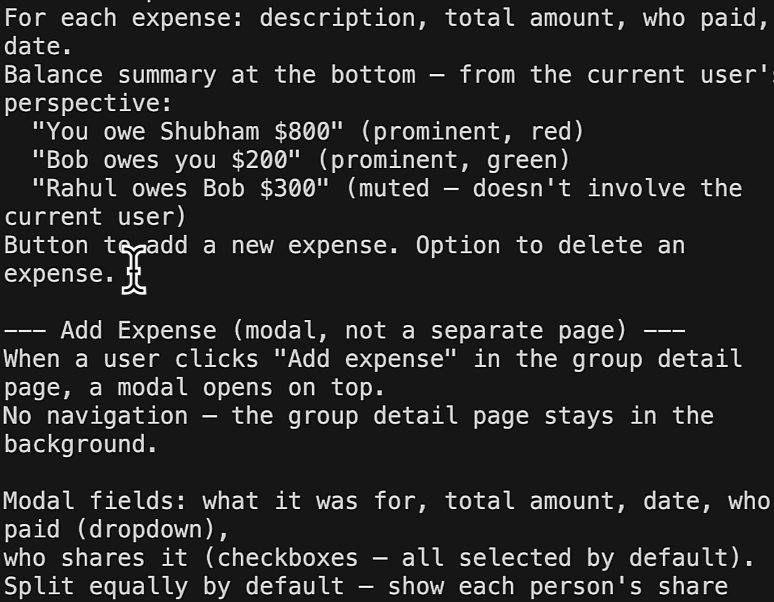 For each expense: description, total amount, who paid,
date.
Balance summary at the bottom — from the current user's
perspective:
"You owe Shubham $800" (prominent, red)
"Bob owes you $200" (prominent, green)
"Rahul owes Bob $300" (muted — doesn't involve the
current user)
Button to add a new expense. Option to delete an
expense.
--- Add Expense (modal, not a separate page) ---
When a user clicks "Add expense" in the group detail
page, a modal opens on top.
No navigation — the group detail page stays in the
background.
Modal fields: what it was for, total amount, date, who
paid (dropdown),
who shares it (checkboxes — all selected by default).
Split equally by default — show each person's share